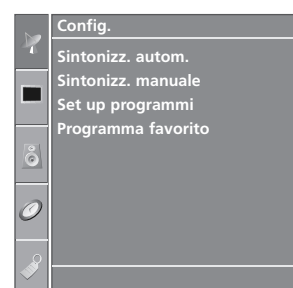 Config.
Sintonizz. autom.
Sintonizz. manuale
Set up programmi
Programma favorito